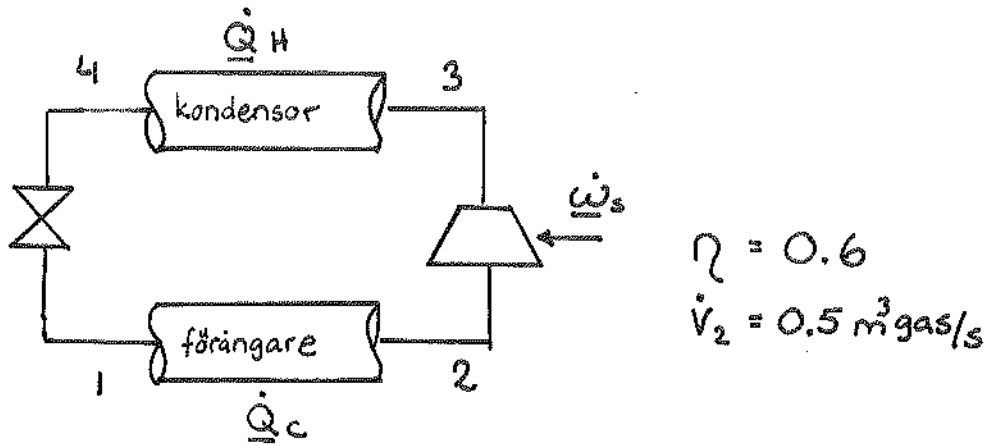 Q̇ H
4
3
kondensor
ẇs
η = 0.6
V̇₂ = 0.5 m³gas/s
förångare
1
2
Q̇c